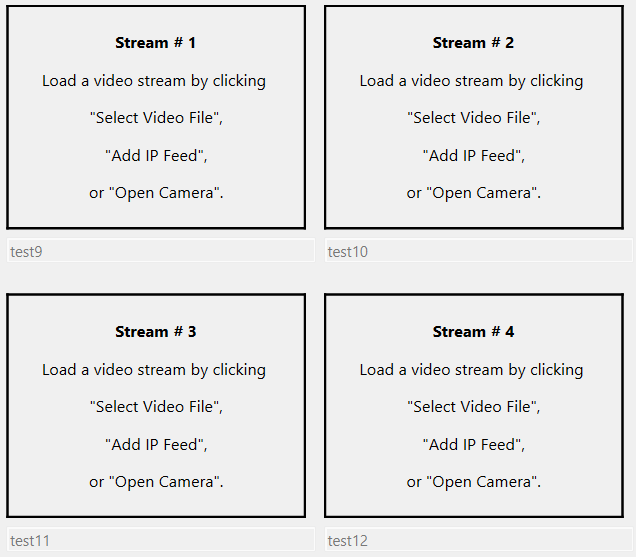 Stream # 1
Load a video stream by clicking
"Select Video File",
"Add IP Feed",
or "Open Camera".
test9
Stream # 2
Load a video stream by clicking
"Select Video File",
"Add IP Feed",
or "Open Camera".
test10
Stream # 3
Load a video stream by clicking
"Select Video File",
"Add IP Feed",
or "Open Camera".
test11
Stream # 4
Load a video stream by clicking
"Select Video File",
"Add IP Feed",
or "Open Camera".
test12